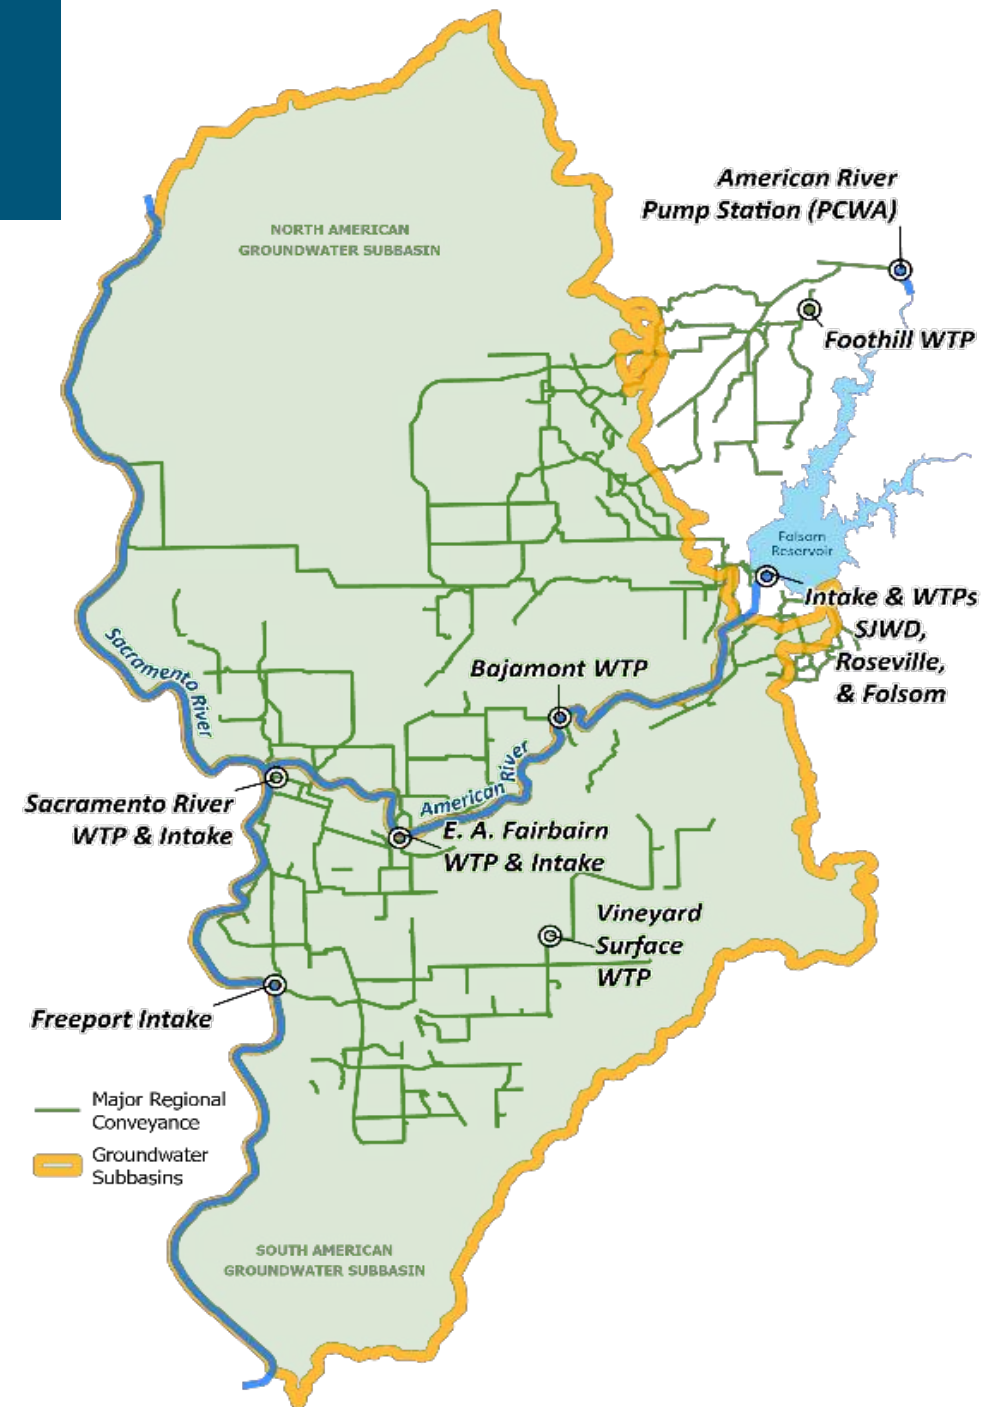 American River
Pump Station (PCWA)
NORTH AMERICAN
GROUNDWATER SUBBASIN
Foothill WTP
Folsom
Reservoir
Intake & WTPs
SJWD,
Roseville,
& Folsom
Sacramento River
Bajamont WTP
American River
Sacramento River
WTP & Intake
E. A. Fairbairn
WTP & Intake
Vineyard
Surface
WTP
Freeport Intake
Major Regional
Conveyance
Groundwater
Subbasins
SOUTH AMERICAN
GROUNDWATER SUBBASIN